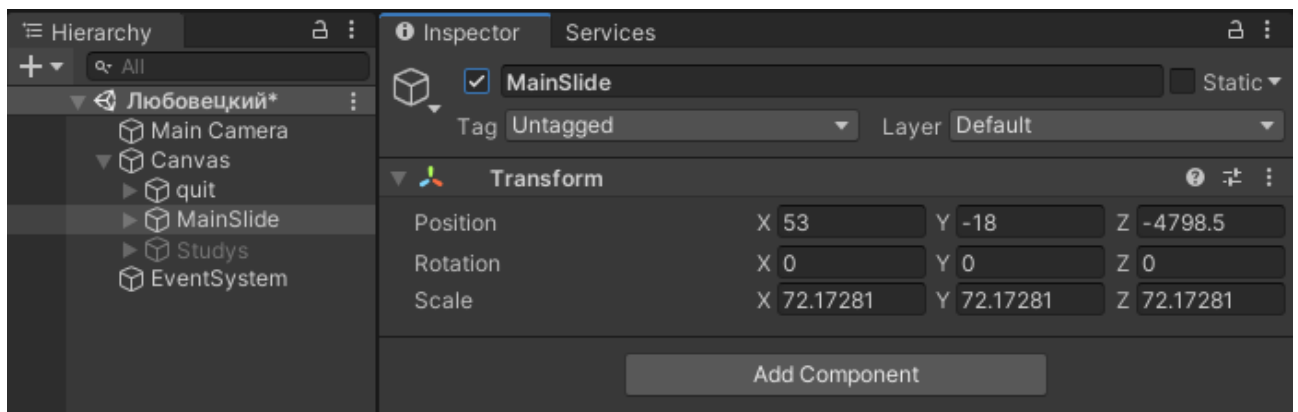 Hierarchy
All
Любовецкий*
Main Camera
Canvas
quit
MainSlide
Studys
EventSystem
Inspector Services
MainSlide Static
Tag Untagged Layer Default
Transform
Position X 53 Y -18 Z -4798.5
Rotation X 0 Y 0 Z 0
Scale X 72.17281 Y 72.17281 Z 72.17281
Add Component